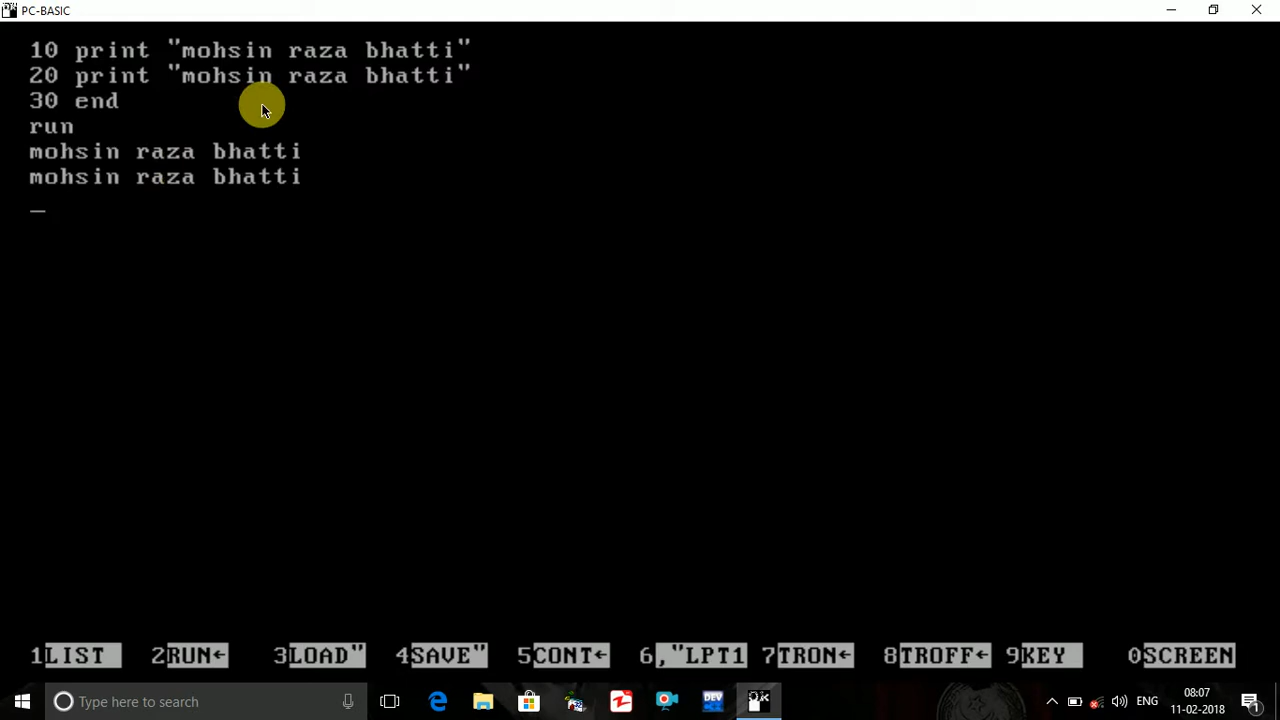 PC-BASIC
10 print "mohsin raza bhatti"
20 print "mohsin raza bhatti"
30 end
run
mohsin raza bhatti
mohsin raza bhatti
1LIST 2RUN← 3LOAD" 4SAVE" 5CONT← 6,"LPT1 7TRON← 8TROFF← 9KEY 0SCREEN
Type here to search DEV ENG 08:07
11-02-2018 1